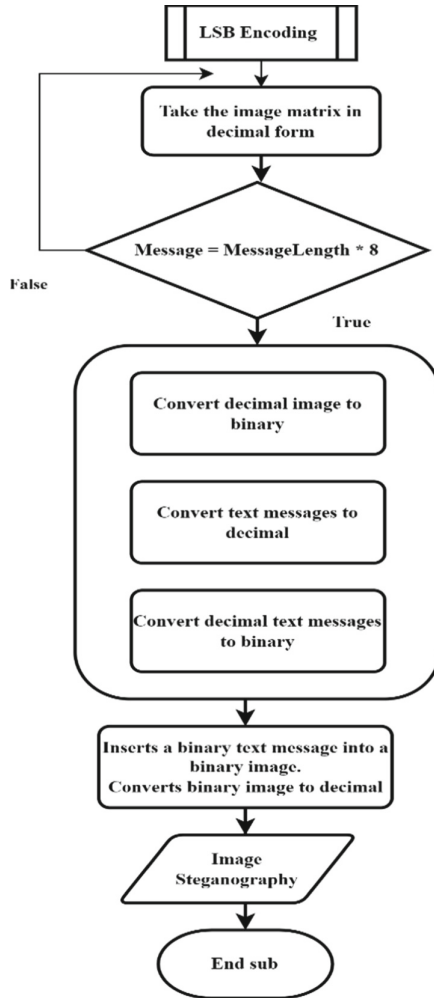 LSB Encoding
Take the image matrix in
decimal form
Message = MessageLength * 8
False
True
Convert decimal image to
binary
Convert text messages to
decimal
Convert decimal text messages
to binary
Inserts a binary text message into a
binary image.
Converts binary image to decimal
Image
Steganography
End sub